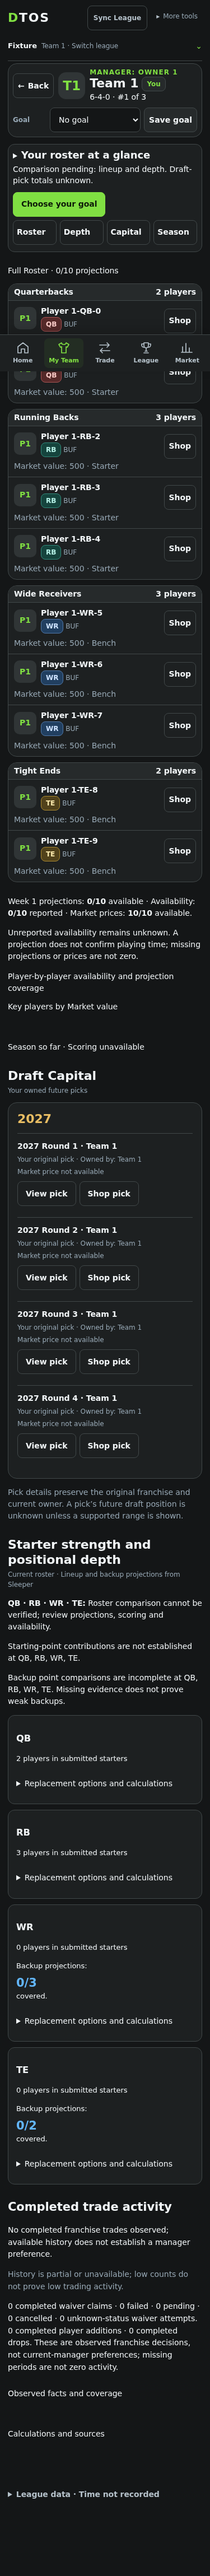 DTOS
Sync League
▸ More tools
Fixture Team 1 · Switch league
← Back
T1
MANAGER: OWNER 1
Team 1 You
6-4-0 · #1 of 3
Goal
No goal
Save goal
▸ Your roster at a glance
Comparison pending: lineup and depth. Draft-
pick totals unknown.
Choose your goal
Roster
Depth
Capital
Season
Full Roster · 0/10 projections
Quarterbacks 2 players
P1
Player 1-QB-0
QB BUF
Shop
Home
My Team
Trade
League
Market
QB BUF
Shop
Market value: 500 · Starter
Running Backs 3 players
P1
Player 1-RB-2
RB BUF
Shop
Market value: 500 · Starter
P1
Player 1-RB-3
RB BUF
Shop
Market value: 500 · Starter
P1
Player 1-RB-4
RB BUF
Shop
Market value: 500 · Starter
Wide Receivers 3 players
P1
Player 1-WR-5
WR BUF
Shop
Market value: 500 · Bench
P1
Player 1-WR-6
WR BUF
Shop
Market value: 500 · Bench
P1
Player 1-WR-7
WR BUF
Shop
Market value: 500 · Bench
Tight Ends 2 players
P1
Player 1-TE-8
TE BUF
Shop
Market value: 500 · Bench
P1
Player 1-TE-9
TE BUF
Shop
Market value: 500 · Bench
Week 1 projections: 0/10 available · Availability:
0/10 reported · Market prices: 10/10 available.
Unreported availability remains unknown. A
projection does not confirm playing time; missing
projections or prices are not zero.
Player-by-player availability and projection
coverage
Key players by Market value
Season so far · Scoring unavailable
Draft Capital
Your owned future picks
2027
2027 Round 1 · Team 1
Your original pick · Owned by: Team 1
Market price not available
View pick
Shop pick
2027 Round 2 · Team 1
Your original pick · Owned by: Team 1
Market price not available
View pick
Shop pick
2027 Round 3 · Team 1
Your original pick · Owned by: Team 1
Market price not available
View pick
Shop pick
2027 Round 4 · Team 1
Your original pick · Owned by: Team 1
Market price not available
View pick
Shop pick
Pick details preserve the original franchise and
current owner. A pick's future draft position is
unknown unless a supported range is shown.
Starter strength and
positional depth
Current roster · Lineup and backup projections from
Sleeper
QB · RB · WR · TE: Roster comparison cannot be
verified; review projections, scoring and
availability.
Starting-point contributions are not established
at QB, RB, WR, TE.
Backup point comparisons are incomplete at QB,
RB, WR, TE. Missing evidence does not prove
weak backups.
QB
2 players in submitted starters
▸ Replacement options and calculations
RB
3 players in submitted starters
▸ Replacement options and calculations
WR
0 players in submitted starters
Backup projections:
0/3
covered.
▸ Replacement options and calculations
TE
0 players in submitted starters
Backup projections:
0/2
covered.
▸ Replacement options and calculations
Completed trade activity
No completed franchise trades observed;
available history does not establish a manager
preference.
History is partial or unavailable; low counts do
not prove low trading activity.
0 completed waiver claims · 0 failed · 0 pending ·
0 cancelled · 0 unknown-status waiver attempts.
0 completed player additions · 0 completed
drops. These are observed franchise decisions,
not current-manager preferences; missing
periods are not zero activity.
Observed facts and coverage
Calculations and sources
▸ League data · Time not recorded